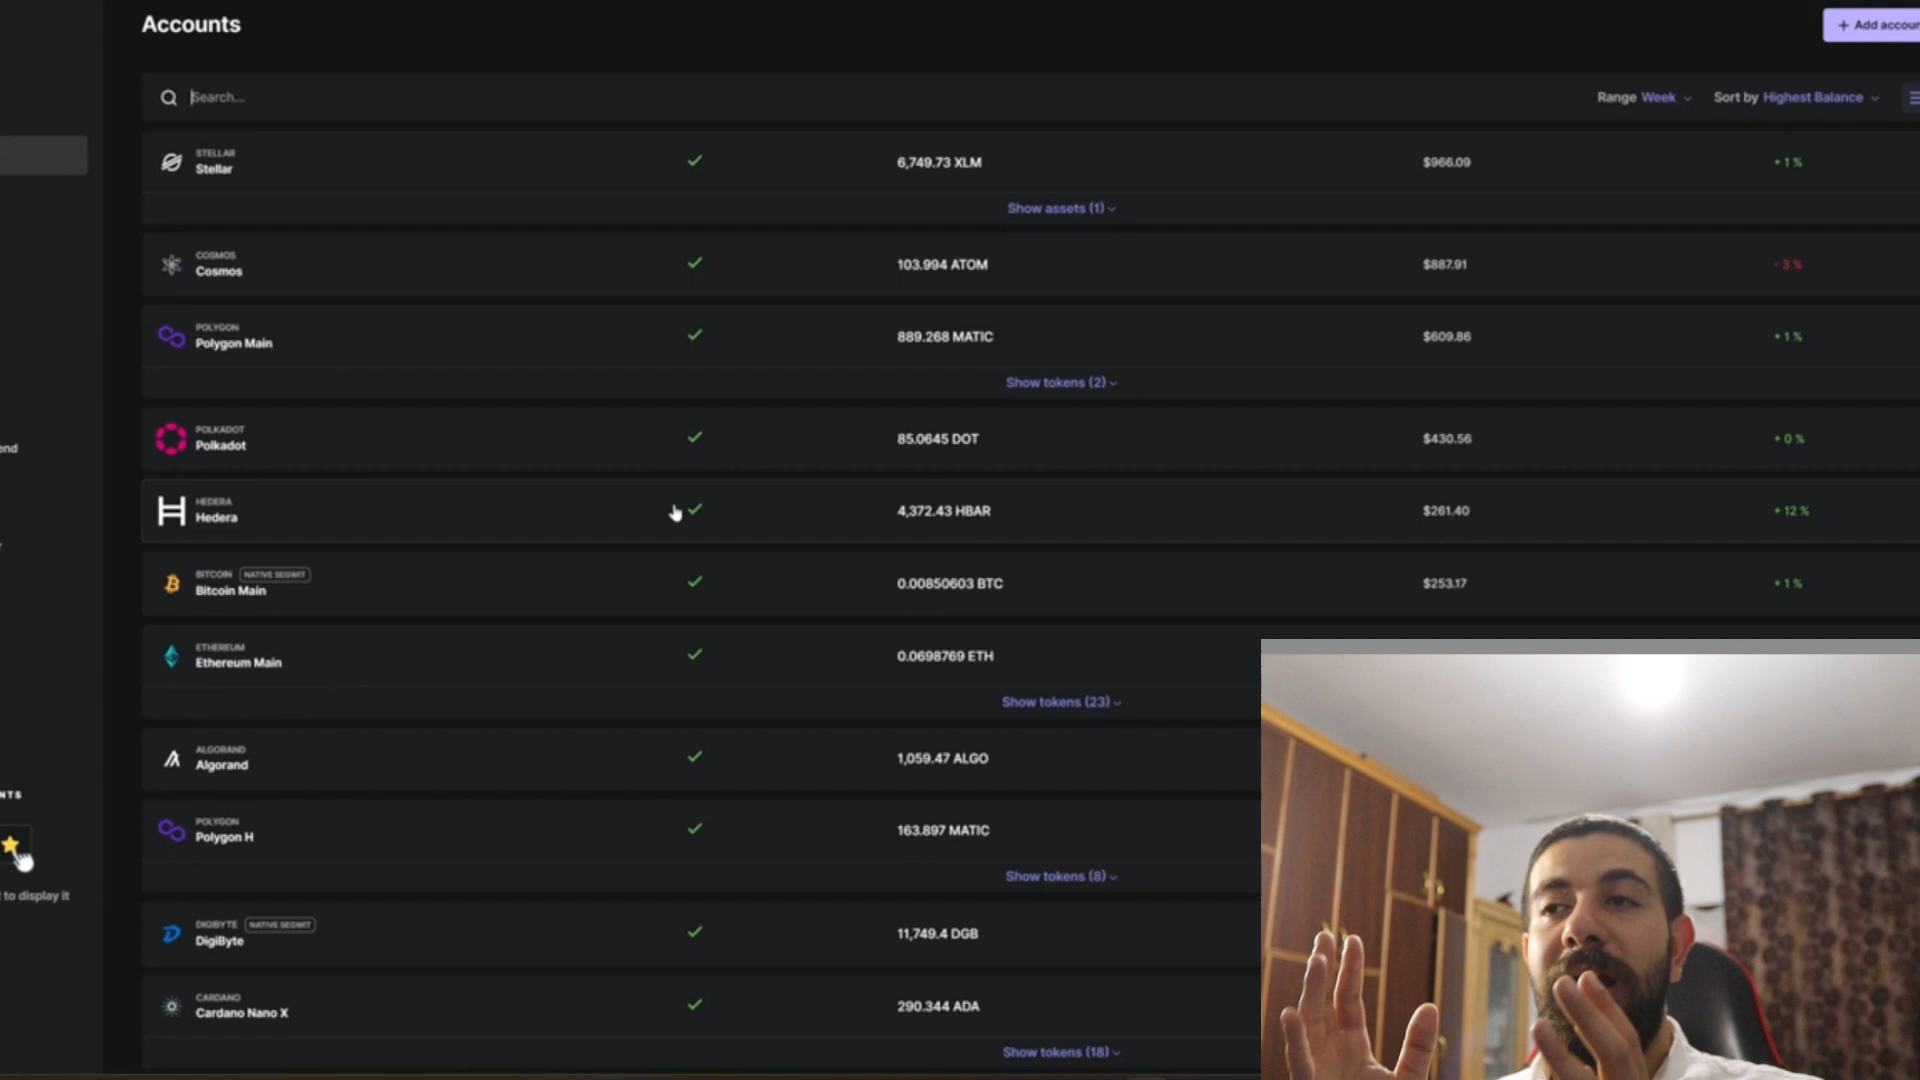 Accounts
+ Add accoun
Search...
Range Week
Sort by Highest Balance
STELLAR
Stellar
6,749.73 XLM
$966.09
+ 1 %
Show assets (1)
COSMOS
Cosmos
103.994 ATOM
$887.91
- 3 %
POLYGON
Polygon Main
889.268 MATIC
$609.86
+ 1 %
Show tokens (2)
POLKADOT
Polkadot
85.0645 DOT
$430.56
+ 0 %
end
HEDERA
Hedera
4,372.43 HBAR
$261.40
+ 12 %
BITCOIN NATIVE SEGWIT
Bitcoin Main
0.00850603 BTC
$253.17
+ 1 %
ETHEREUM
Ethereum Main
0.0698769 ETH
Show tokens (23)
ALGORAND
Algorand
1,059.47 ALGO
NTS
POLYGON
Polygon H
163.897 MATIC
Show tokens (8)
t to display it
DIGIBYTE NATIVE SEGWIT
DigiByte
11,749.4 DGB
CARDANO
Cardano Nano X
290.344 ADA
Show tokens (18)